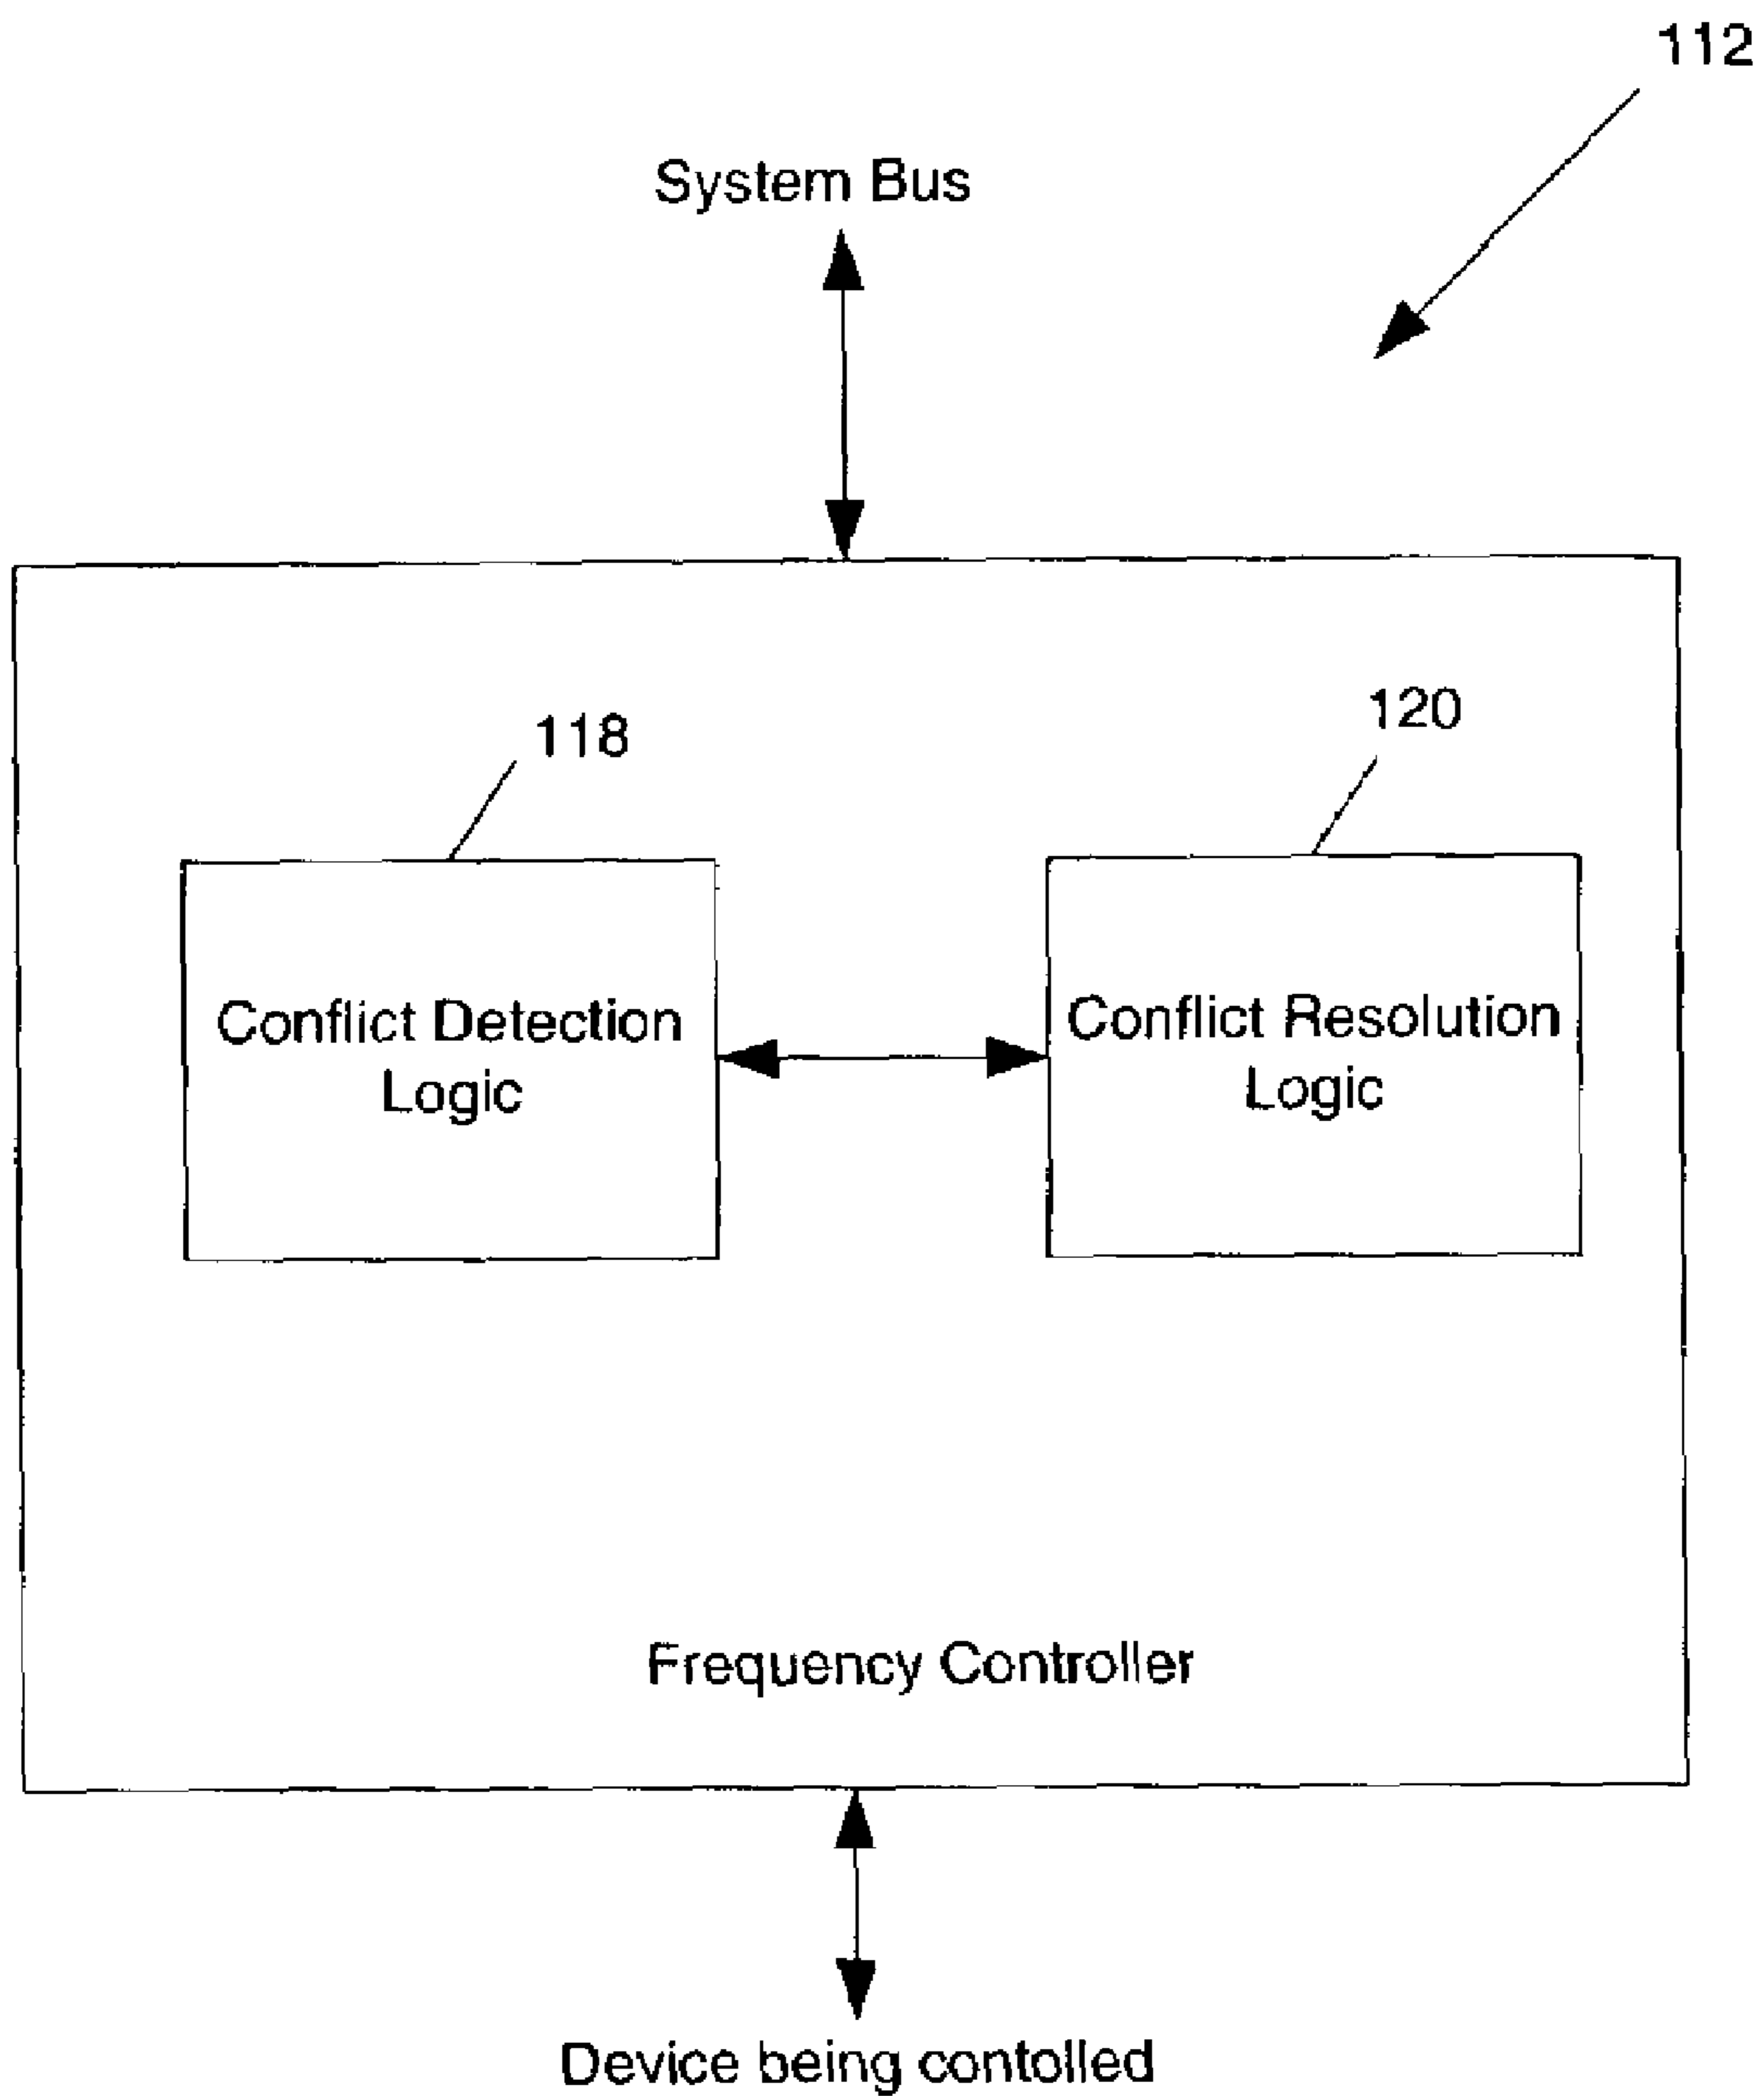 112
System Bus
118
120
Conflict Detection
Logic
Conflict Resolution
Logic
Frequency Controller
Device being contolled